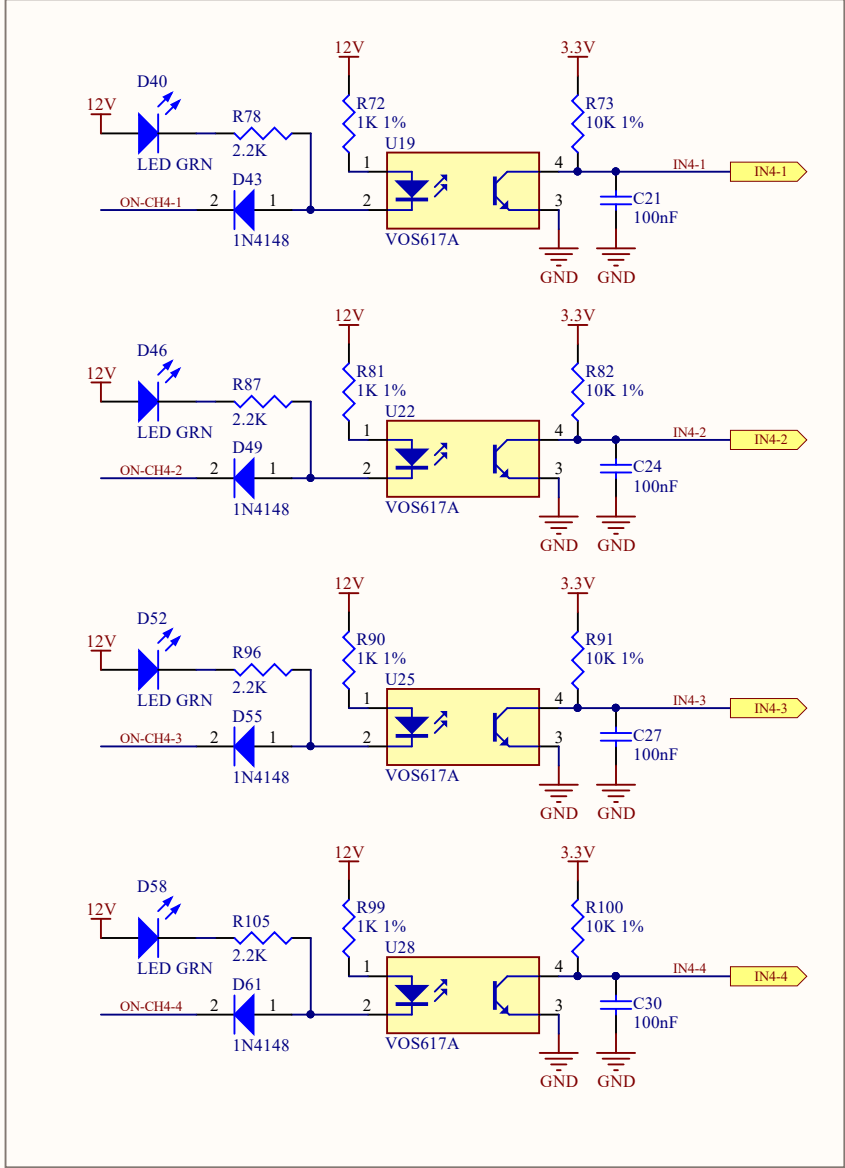 12V
3.3V
D40
12V
R78
R72
1K 1%
R73
10K 1%
LED GRN
2.2K
U19
1
4
IN4-1
IN4-1
D43
ON-CH4-1
2
1
2
3
C21
100nF
1N4148
VOS617A
GND
GND
12V
3.3V
D46
12V
R87
R81
1K 1%
R82
10K 1%
LED GRN
2.2K
U22
1
4
IN4-2
IN4-2
D49
ON-CH4-2
2
1
2
3
C24
100nF
1N4148
VOS617A
GND
GND
12V
3.3V
D52
12V
R96
R90
1K 1%
R91
10K 1%
LED GRN
2.2K
U25
1
4
IN4-3
IN4-3
D55
ON-CH4-3
2
1
2
3
C27
100nF
1N4148
VOS617A
GND
GND
12V
3.3V
D58
12V
R105
R99
1K 1%
R100
10K 1%
LED GRN
2.2K
U28
1
4
IN4-4
IN4-4
D61
ON-CH4-4
2
1
2
3
C30
100nF
1N4148
VOS617A
GND
GND